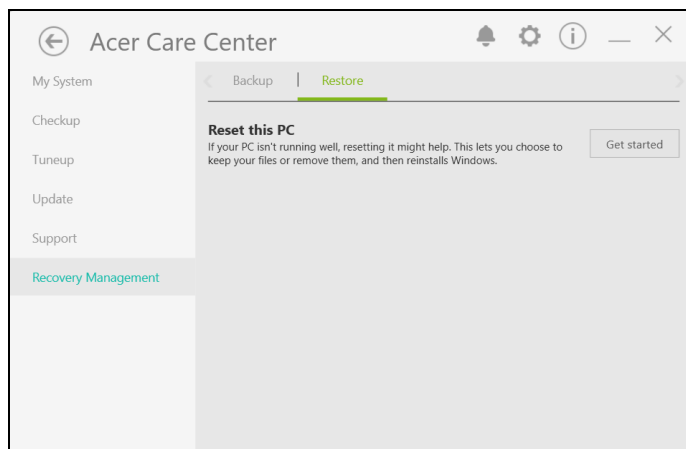 Acer Care Center
My System
Checkup
Tuneup
Update
Support
Recovery Management
Backup
Restore
Reset this PC
If your PC isn't running well, resetting it might help. This lets you choose to
keep your files or remove them, and then reinstalls Windows.
Get started